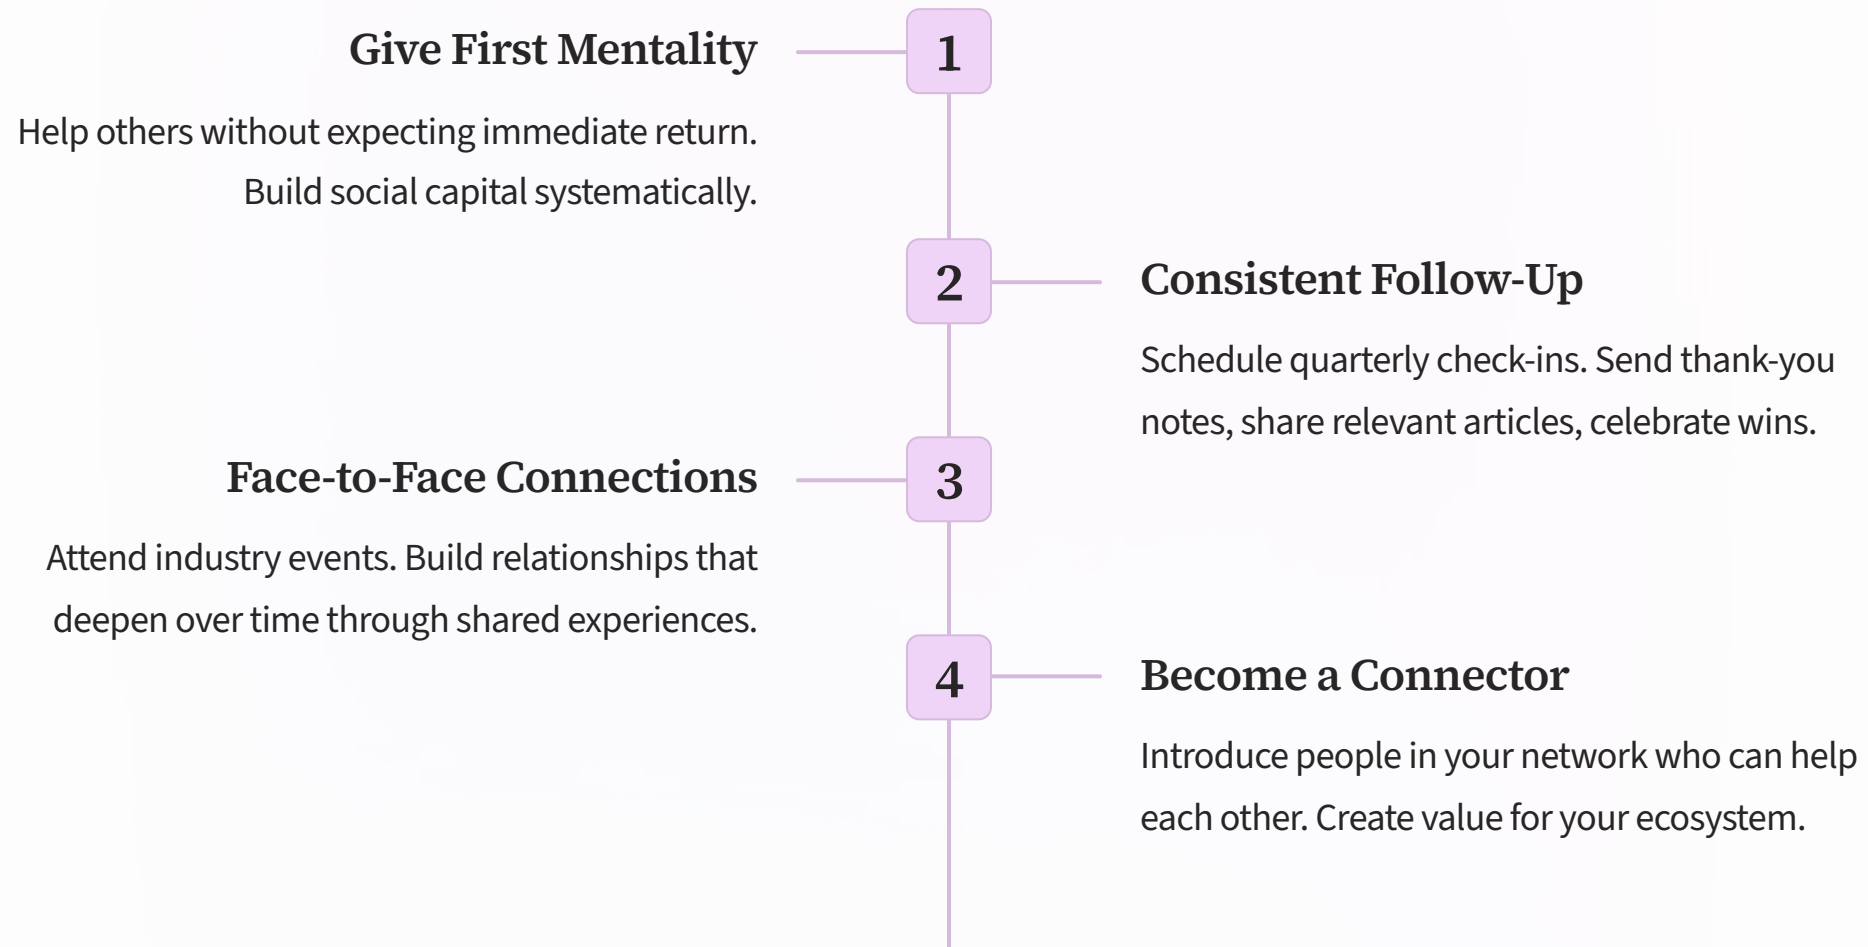 1
Give First Mentality
Help others without expecting immediate return.
Build social capital systematically.
2
Consistent Follow-Up
Schedule quarterly check-ins. Send thank-you
notes, share relevant articles, celebrate wins.
3
Face-to-Face Connections
Attend industry events. Build relationships that
deepen over time through shared experiences.
4
Become a Connector
Introduce people in your network who can help
each other. Create value for your ecosystem.